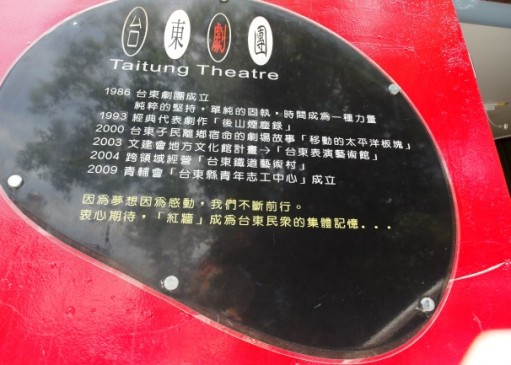 台東劇團
Taitung Theatre
1986 台東劇團成立
純粹的堅持，單純的固執，時間成為一種力量
1993 經典代表劇作「後山煙塵錄」
2000 台東子民離鄉宿命的劇場故事「移動的太平洋板塊」
2003 文建會地方文化館計畫→「台東表演藝術館」
2004 跨領域經營「台東鐵道藝術村」
2009 青輔會「台東縣青年志工中心」成立
因為夢想因為感動，我們不斷前行。
衷心期待，「紅牆」成為台東民眾的集體記憶...